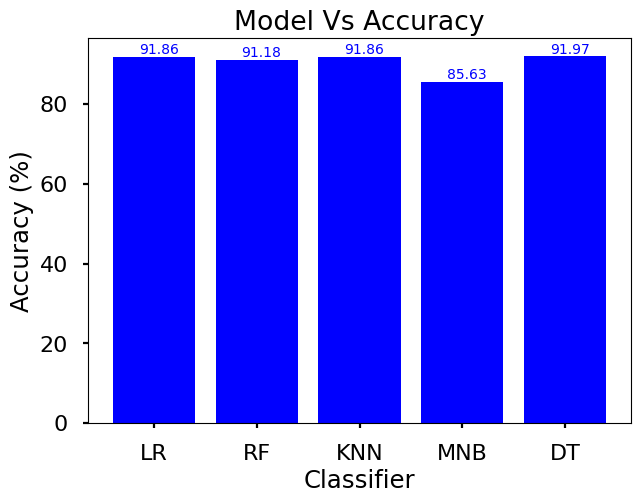 Model Vs Accuracy
91.86
91.18
91.86
85.63
91.97
Accuracy (%)
80
60
40
20
0
LR RF KNN MNB DT
Classifier